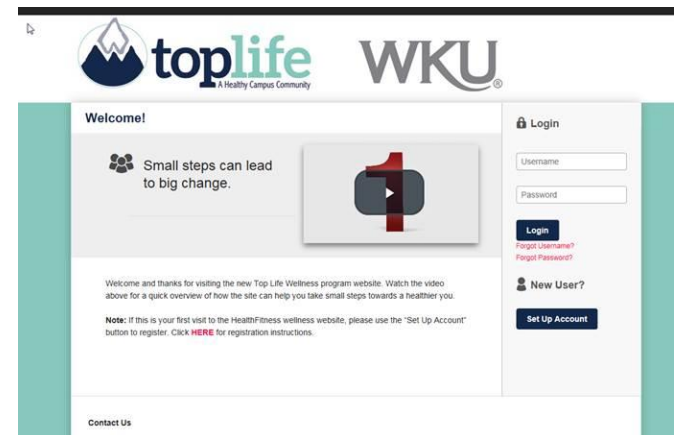 toplife
A Healthy Campus Community
WKU®
Welcome!
Small steps can lead
to big change.
1
Welcome and thanks for visiting the new Top Life Wellness program website. Watch the video
above for a quick overview of how the site can help you take small steps towards a healthier you.
Note: If this is your first visit to the HealthFitness wellness website, please use the "Set Up Account"
button to register. Click HERE for registration instructions.
Login
Username
Password
Login
Forgot Username?
Forgot Password?
New User?
Set Up Account
Contact Us